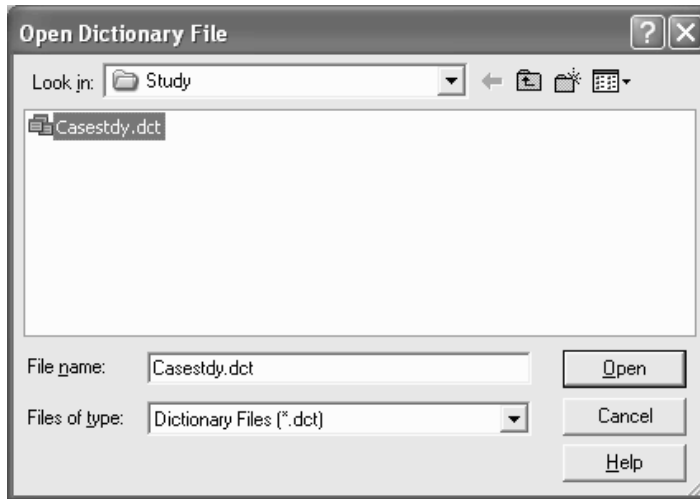 Open Dictionary File
Look in: Study
Casestdy.dct
File name: Casestdy.dct Open
Files of type: Dictionary Files (*.dct) Cancel
Help